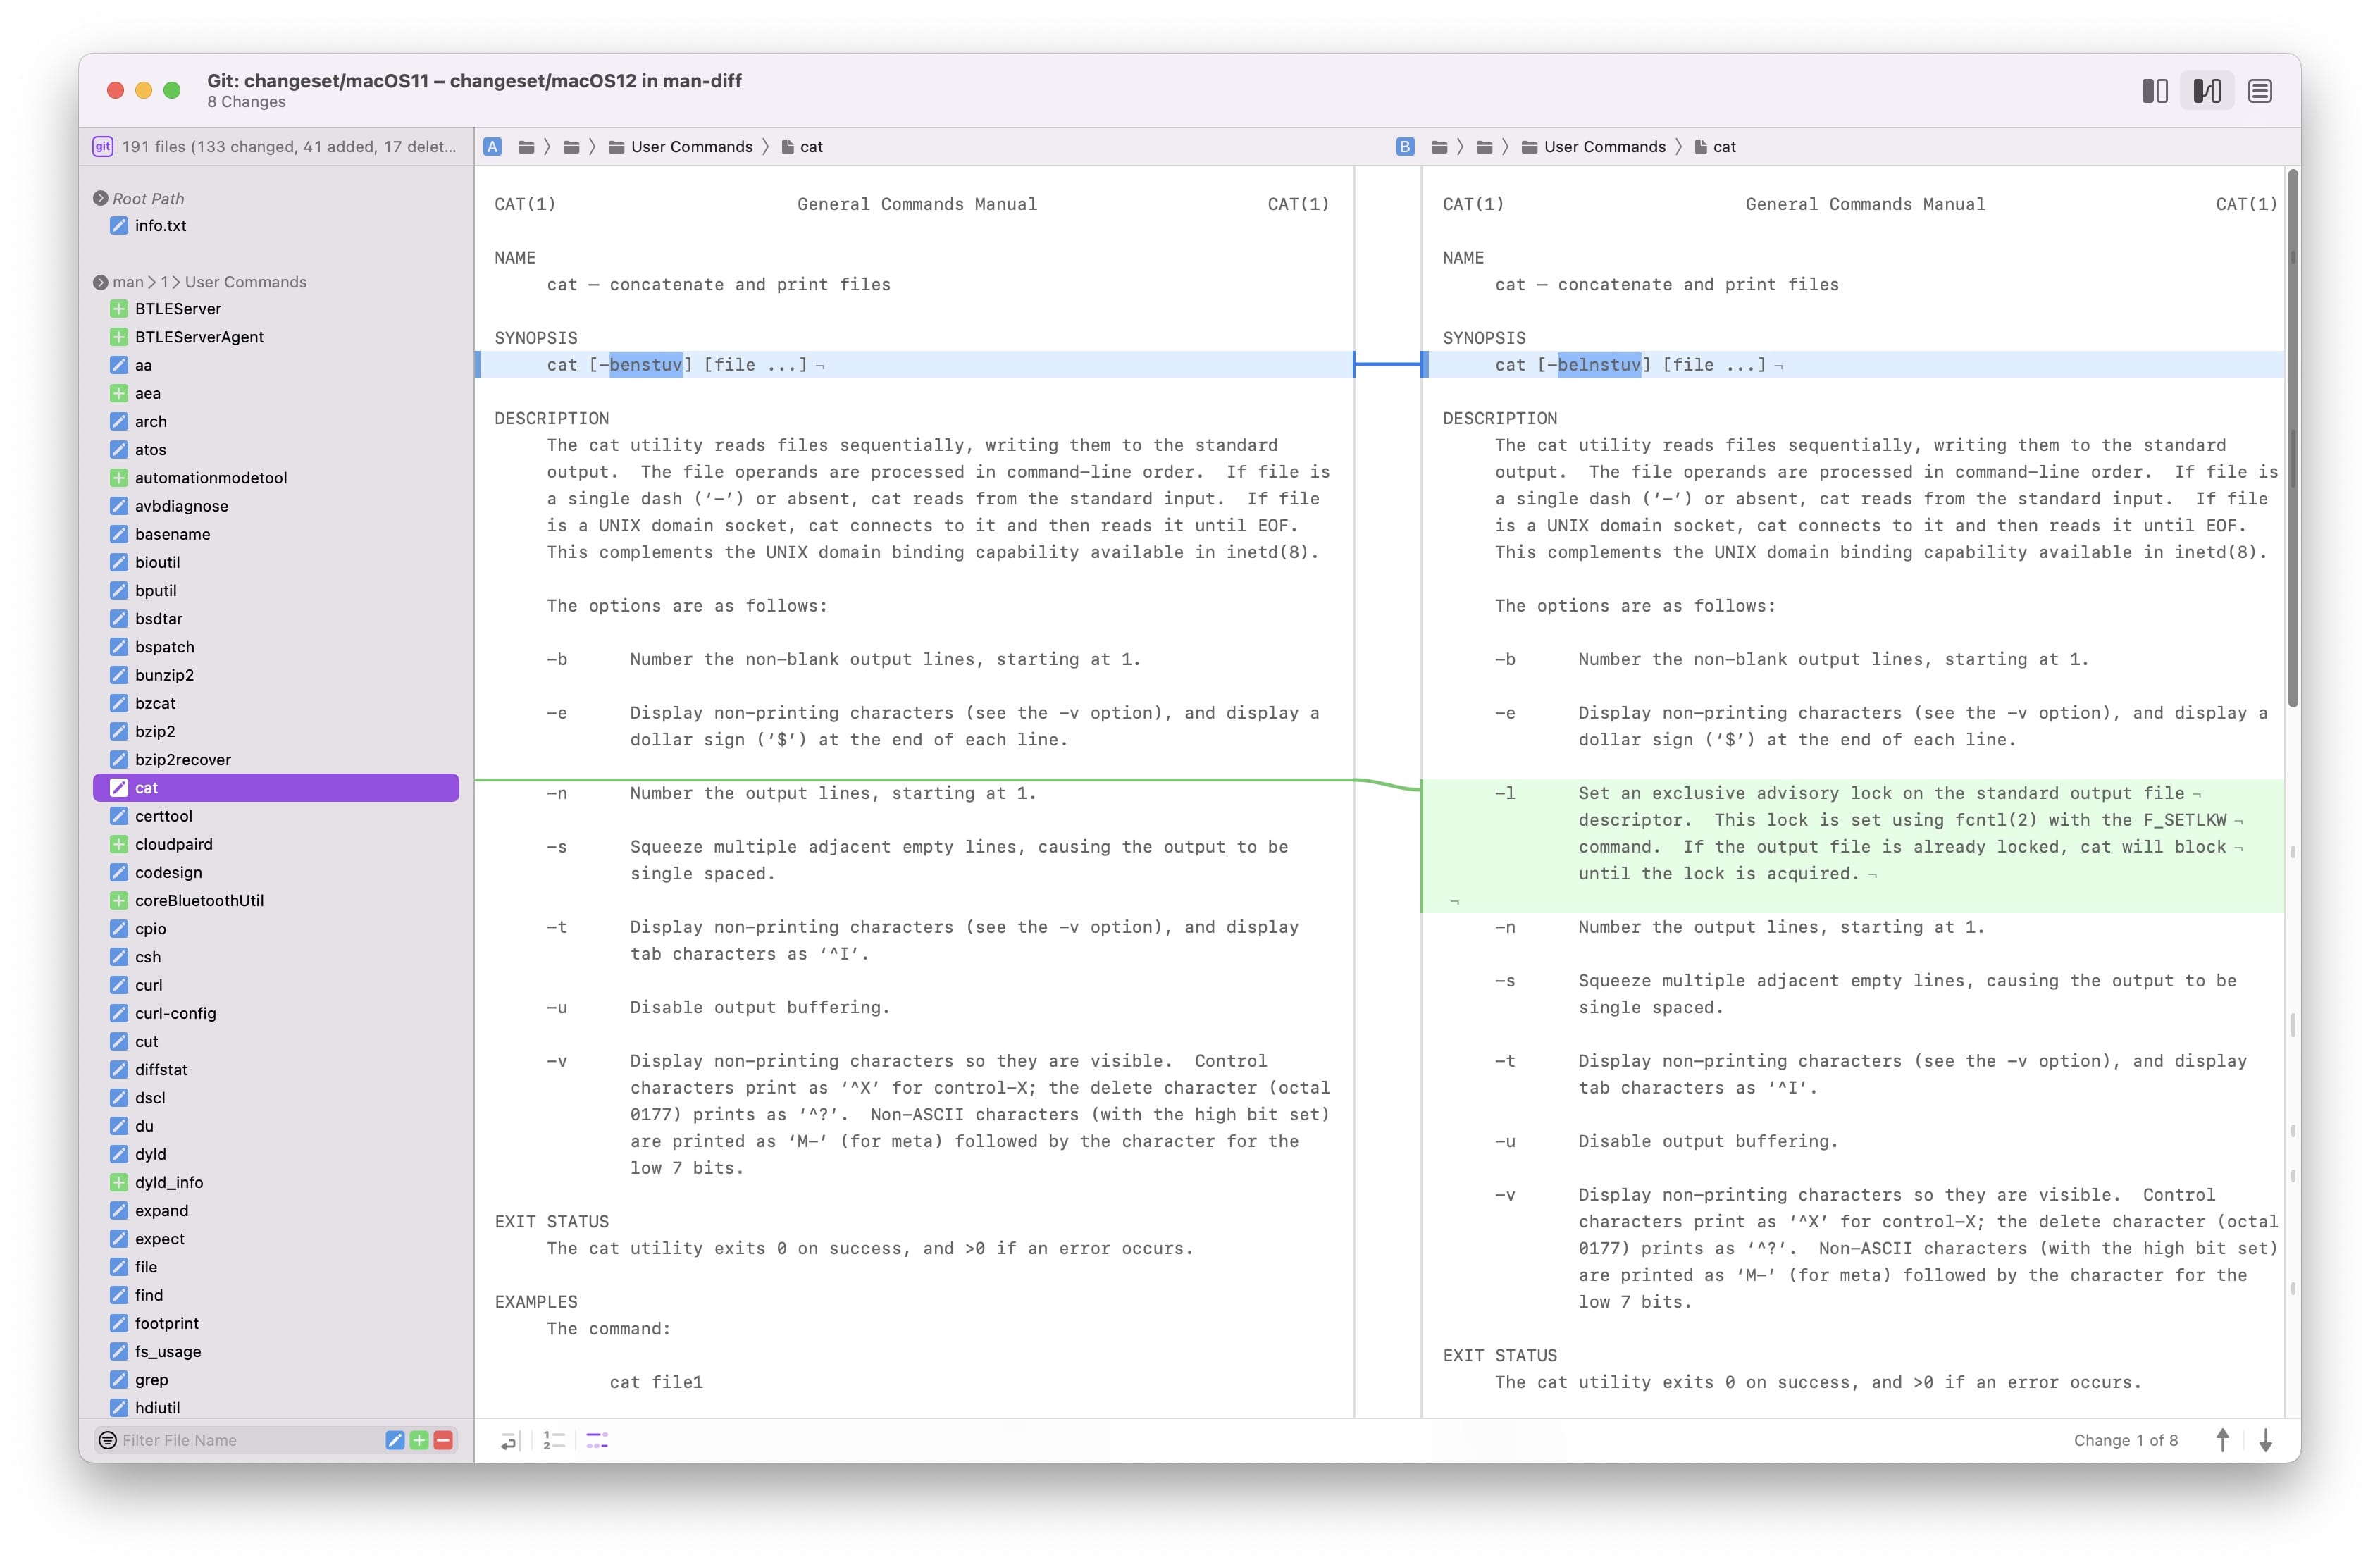 Git: changeset/macOS11 – changeset/macOS12 in man-diff
8 Changes
git 191 files (133 changed, 41 added, 17 delet...
Root Path
info.txt
man > 1 > User Commands
BTLEServer
BTLEServerAgent
aa
aea
arch
atos
automationmodetool
avbdiagnose
basename
bioutil
bputil
bsdtar
bspatch
bunzip2
bzcat
bzip2
bzip2recover
cat
certtool
cloudpaird
codesign
coreBluetoothUtil
cpio
csh
curl
curl-config
cut
diffstat
dscl
du
dyld
dyld_info
expand
expect
file
find
footprint
fs_usage
grep
hdiutil
Filter File Name
A User Commands cat
CAT(1) General Commands Manual CAT(1)
NAME
cat – concatenate and print files
SYNOPSIS
cat [-benstuv] [file ...] ¬
DESCRIPTION
The cat utility reads files sequentially, writing them to the standard
output.  The file operands are processed in command-line order.  If file is
a single dash (‘-’) or absent, cat reads from the standard input.  If file
is a UNIX domain socket, cat connects to it and then reads it until EOF.
This complements the UNIX domain binding capability available in inetd(8).
The options are as follows:
-b Number the non-blank output lines, starting at 1.
-e Display non-printing characters (see the -v option), and display a
dollar sign (‘$’) at the end of each line.
-n Number the output lines, starting at 1.
-s Squeeze multiple adjacent empty lines, causing the output to be
single spaced.
-t Display non-printing characters (see the -v option), and display
tab characters as ‘^I’.
-u Disable output buffering.
-v Display non-printing characters so they are visible.  Control
characters print as ‘^X’ for control-X; the delete character (octal
0177) prints as ‘^?’.  Non-ASCII characters (with the high bit set)
are printed as ‘M-’ (for meta) followed by the character for the
low 7 bits.
EXIT STATUS
The cat utility exits 0 on success, and >0 if an error occurs.
EXAMPLES
The command:
cat file1
B User Commands cat
CAT(1) General Commands Manual CAT(1)
NAME
cat – concatenate and print files
SYNOPSIS
cat [-belnstuv] [file ...] ¬
DESCRIPTION
The cat utility reads files sequentially, writing them to the standard
output.  The file operands are processed in command-line order.  If file is
a single dash (‘-’) or absent, cat reads from the standard input.  If file
is a UNIX domain socket, cat connects to it and then reads it until EOF.
This complements the UNIX domain binding capability available in inetd(8).
The options are as follows:
-b Number the non-blank output lines, starting at 1.
-e Display non-printing characters (see the -v option), and display a
dollar sign (‘$’) at the end of each line.
-l Set an exclusive advisory lock on the standard output file ¬
descriptor.  This lock is set using fcntl(2) with the F_SETLKW ¬
command.  If the output file is already locked, cat will block ¬
until the lock is acquired. ¬
¬
-n Number the output lines, starting at 1.
-s Squeeze multiple adjacent empty lines, causing the output to be
single spaced.
-t Display non-printing characters (see the -v option), and display
tab characters as ‘^I’.
-u Disable output buffering.
-v Display non-printing characters so they are visible.  Control
characters print as ‘^X’ for control-X; the delete character (octal
0177) prints as ‘^?’.  Non-ASCII characters (with the high bit set)
are printed as ‘M-’ (for meta) followed by the character for the
low 7 bits.
EXIT STATUS
The cat utility exits 0 on success, and >0 if an error occurs.
Change 1 of 8